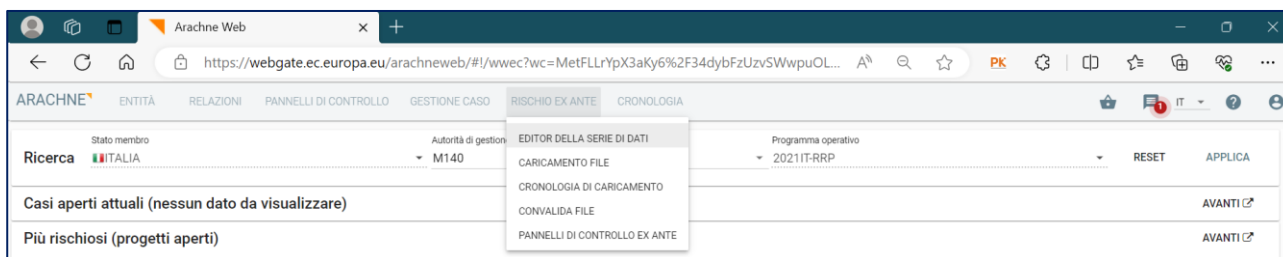 Arachne Web
https://webgate.ec.europa.eu/arachneweb/#!/wwec?wc=MetFLLrYpX3aKy6%2F34dybFzUzvSWwpuOL... A PK
ARACHNE ENTITÀ RELAZIONI PANNELLI DI CONTROLLO GESTIONE CASO RISCHIO EX ANTE CRONOLOGIA 1 IT ?
Stato membro Autorità di gestion EDITOR DELLA SERIE DI DATI Programma operativo
Ricerca ITALIA M140 CARICAMENTO FILE 2021IT-RRP RESET APPLICA
CRONOLOGIA DI CARICAMENTO
Casi aperti attuali (nessun dato da visualizzare) CONVALIDA FILE AVANTI
Più rischiosi (progetti aperti) PANNELLI DI CONTROLLO EX ANTE AVANTI